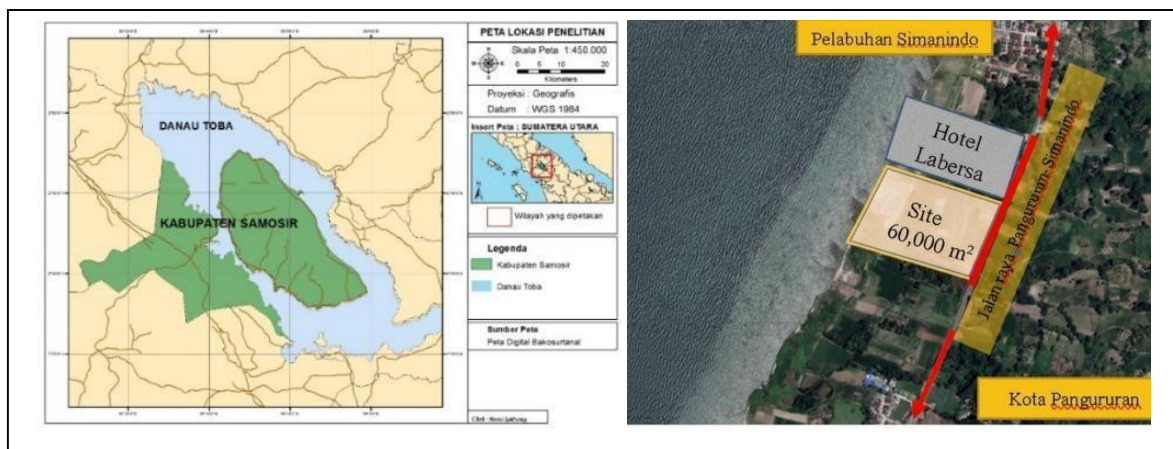 PETA LOKASI PENELITIAN
Skala Peta 1:450.000
0 5 10 20
Kilometers
Proyeksi : Geografis
Datum : WGS 1984
Insert Peta : SUMATERA UTARA
Wilayah yang dipetakan
Legenda
Kabupaten Samosir
Danau Toba
Sumber Peta
Peta Digital Bakosurtanal
DANAU TOBA
KABUPATEN SAMOSIR
Pelabuhan Simanindo
Hotel
Labersa
Site
60,000 m²
Jalan raya Pangururan-Simanindo
Kota Pangururan